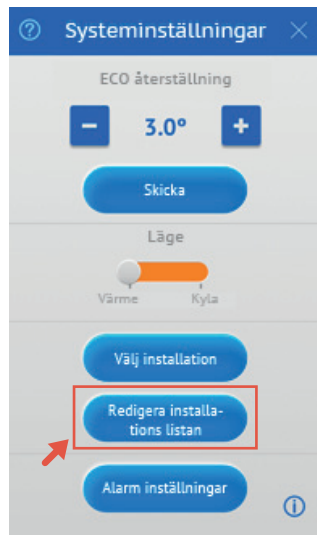 Systeminställningar
ECO återställning
3.0°
Skicka
Läge
Värme Kyla
Välj installation
Redigera installa-
tions listan
Alarm inställningar